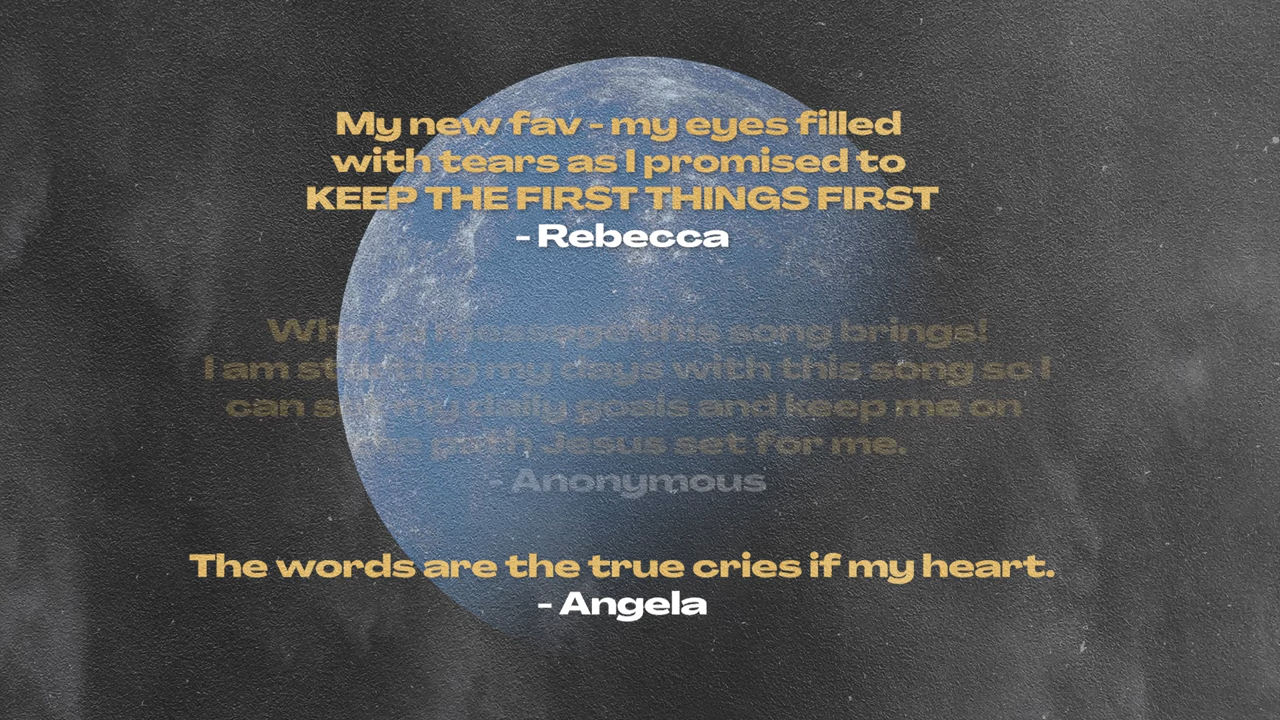 My new fav - my eyes filled
with tears as I promised to
KEEP THE FIRST THINGS FIRST
- Rebecca
What a message this song brings!
I am starting my days with this song so I
can set my daily goals and keep me on
the path Jesus set for me.
- Anonymous
The words are the true cries if my heart.
- Angela